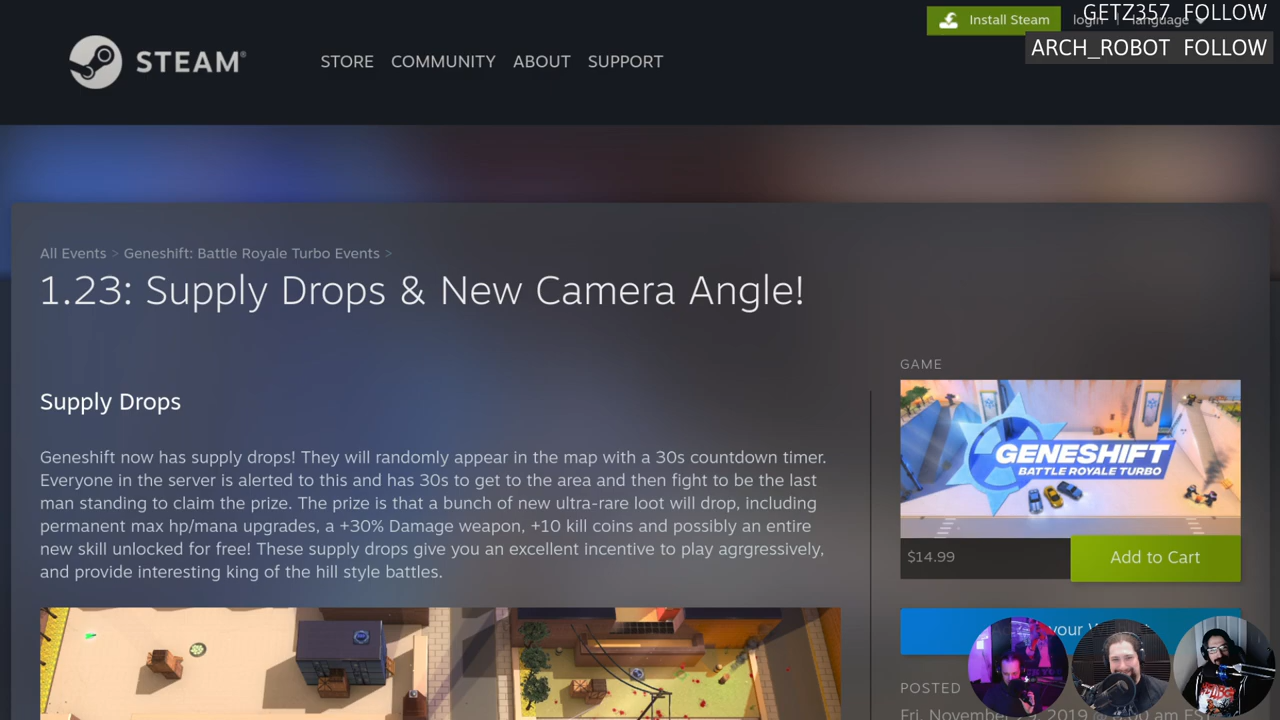 GETZ357 FOLLOW
Install Steam login | language
ARCH_ROBOT FOLLOW
STEAM® STORE COMMUNITY ABOUT SUPPORT
All Events > Geneshift: Battle Royale Turbo Events >
1.23: Supply Drops & New Camera Angle!
Supply Drops
Geneshift now has supply drops! They will randomly appear in the map with a 30s countdown timer.
Everyone in the server is alerted to this and has 30s to get to the area and then fight to be the last
man standing to claim the prize. The prize is that a bunch of new ultra-rare loot will drop, including
permanent max hp/mana upgrades, a +30% Damage weapon, +10 kill coins and possibly an entire
new skill unlocked for free! These supply drops give you an excellent incentive to play agrgressively,
and provide interesting king of the hill style battles.
GAME
GENESHIFT
BATTLE ROYALE TURBO
$14.99 Add to Cart
your
POSTED
Fri, November 2019